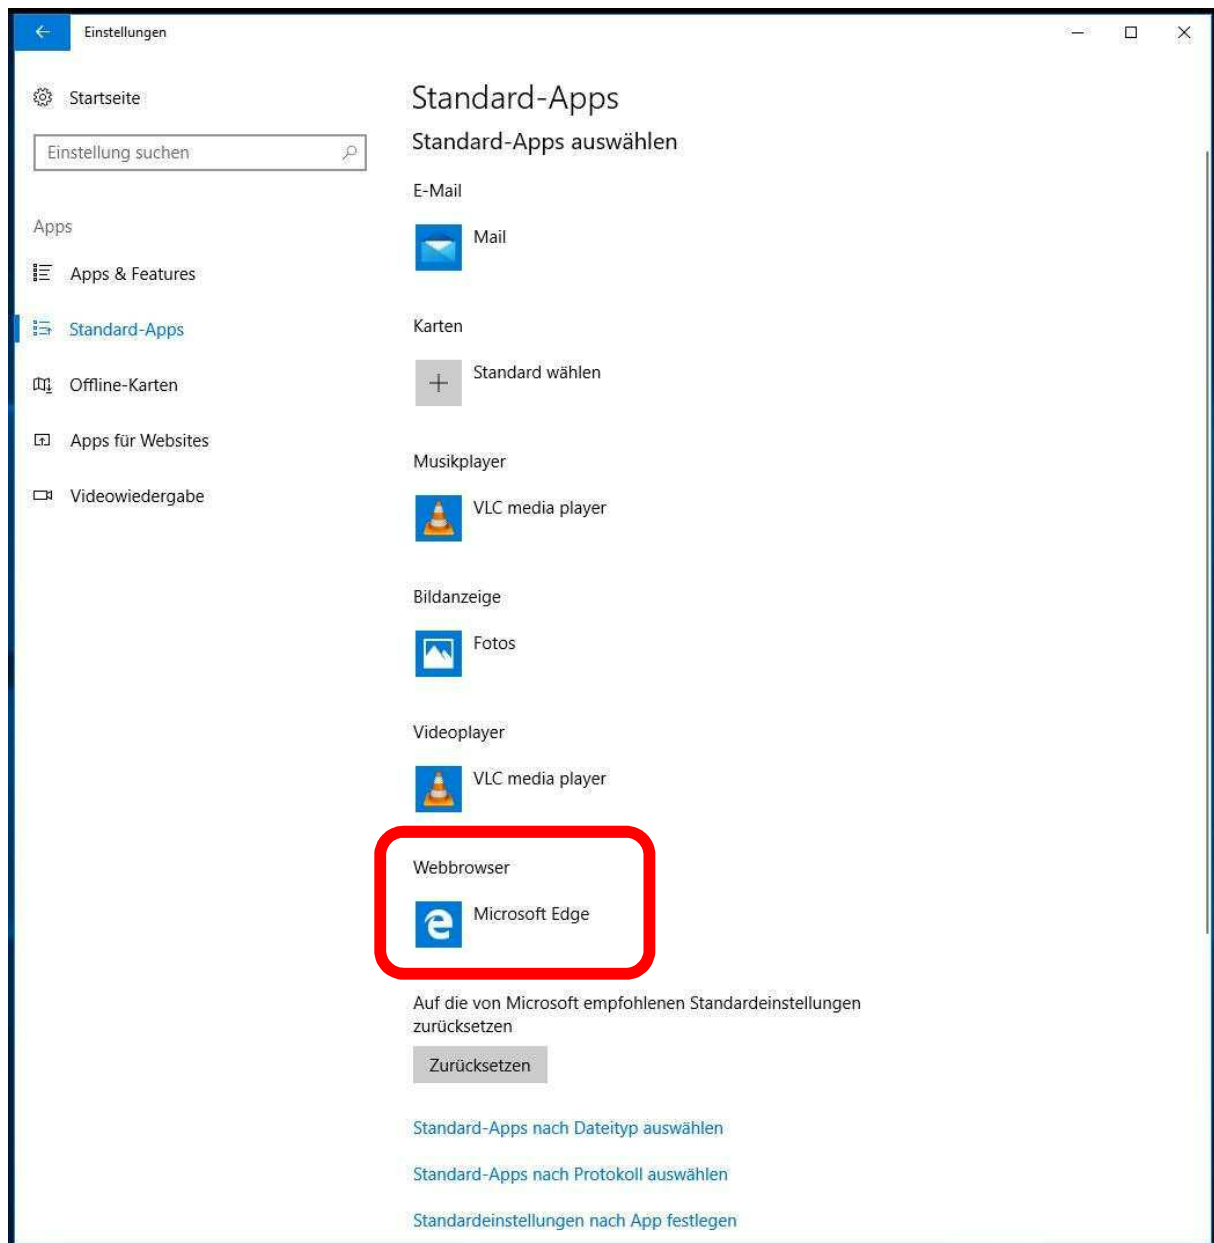 Einstellungen
Startseite
Einstellung suchen
Apps
Apps & Features
Standard-Apps
Offline-Karten
Apps für Websites
Videowiedergabe
Standard-Apps
Standard-Apps auswählen
E-Mail
Mail
Karten
Standard wählen
Musikplayer
VLC media player
Bildanzeige
Fotos
Videoplayer
VLC media player
Webbrowser
Microsoft Edge
Auf die von Microsoft empfohlenen Standardeinstellungen
zurücksetzen
Zurücksetzen
Standard-Apps nach Dateityp auswählen
Standard-Apps nach Protokoll auswählen
Standardeinstellungen nach App festlegen